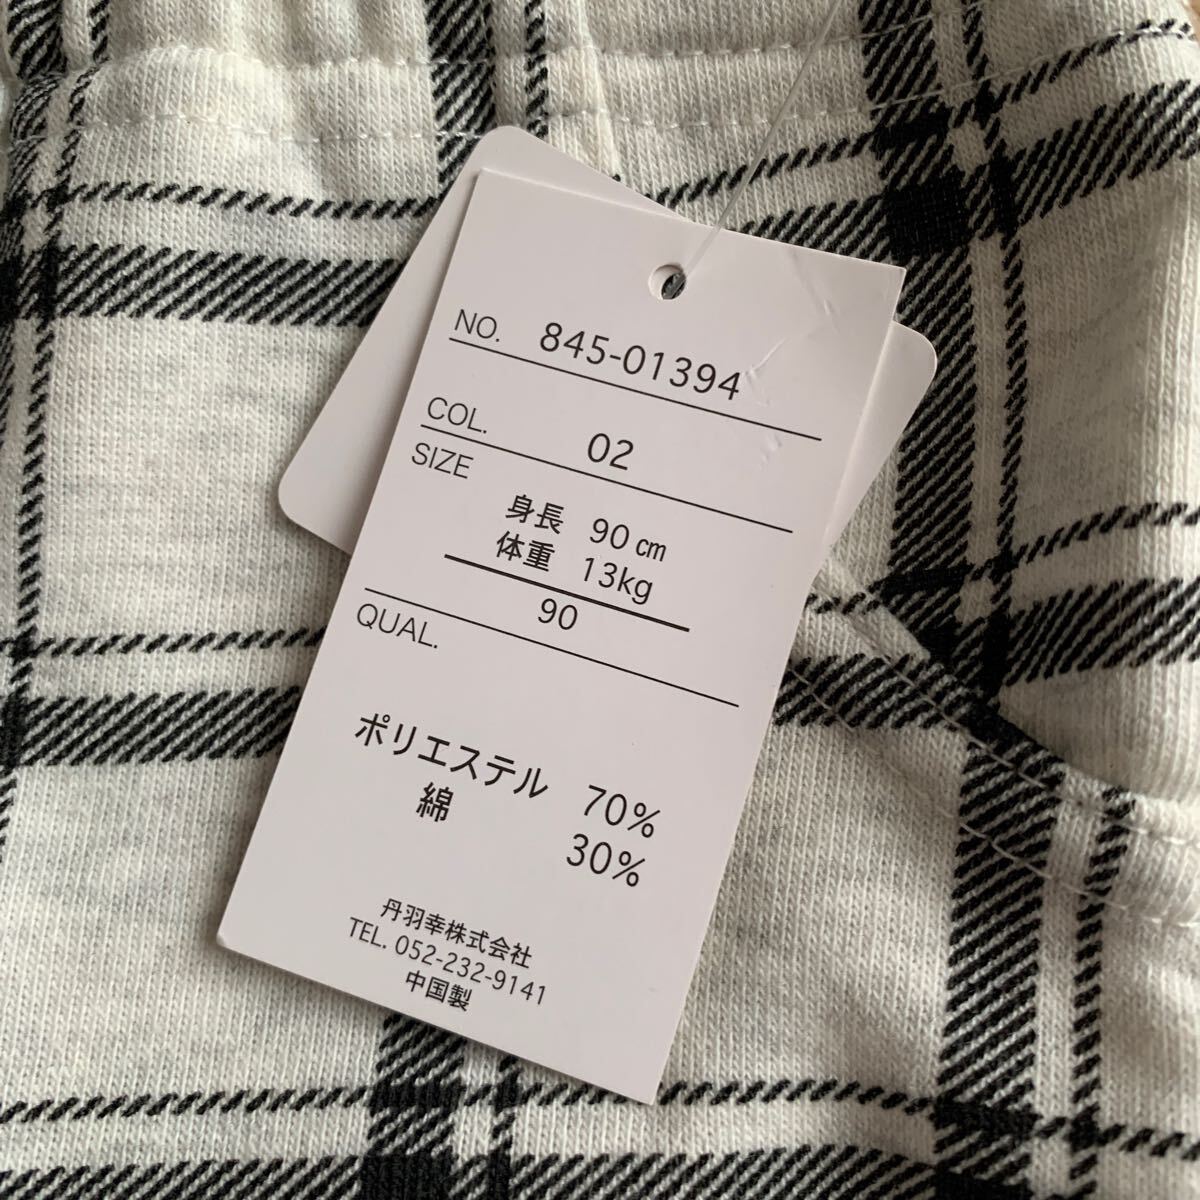 NO. 845-01394
COL. 02
SIZE
身長 90㎝
体重 13kg
90
QUAL.
ポリエステル 70%
綿 30%
丹羽幸株式会社
TEL. 052-232-9141
中国製